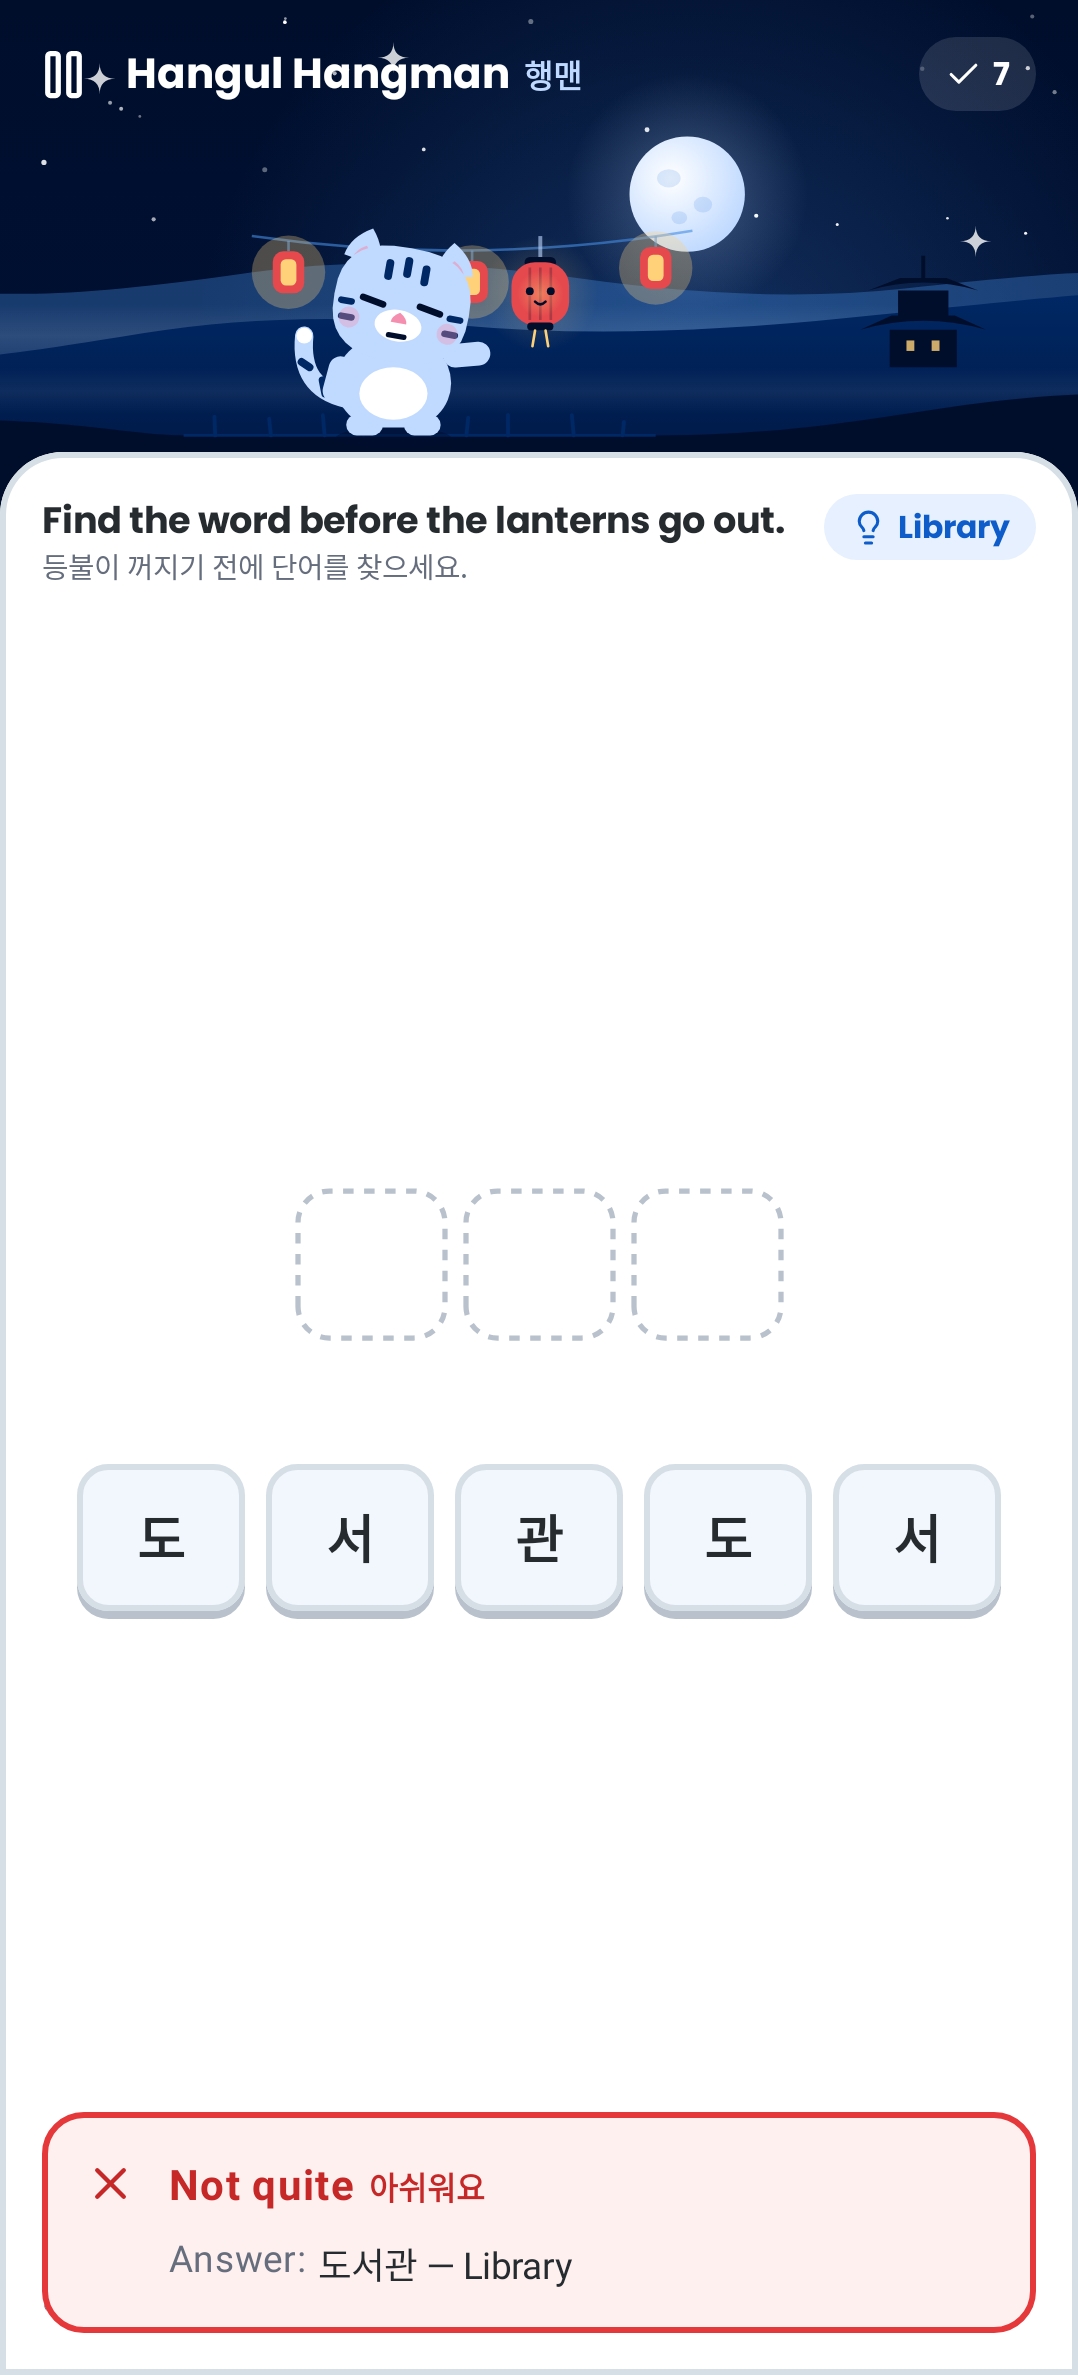 Hangul Hangman 행맨
7
Find the word before the lanterns go out.
등불이 꺼지기 전에 단어를 찾으세요.
Library
도 서 관 도 서
Not quite 아쉬워요
Answer: 도서관 – Library